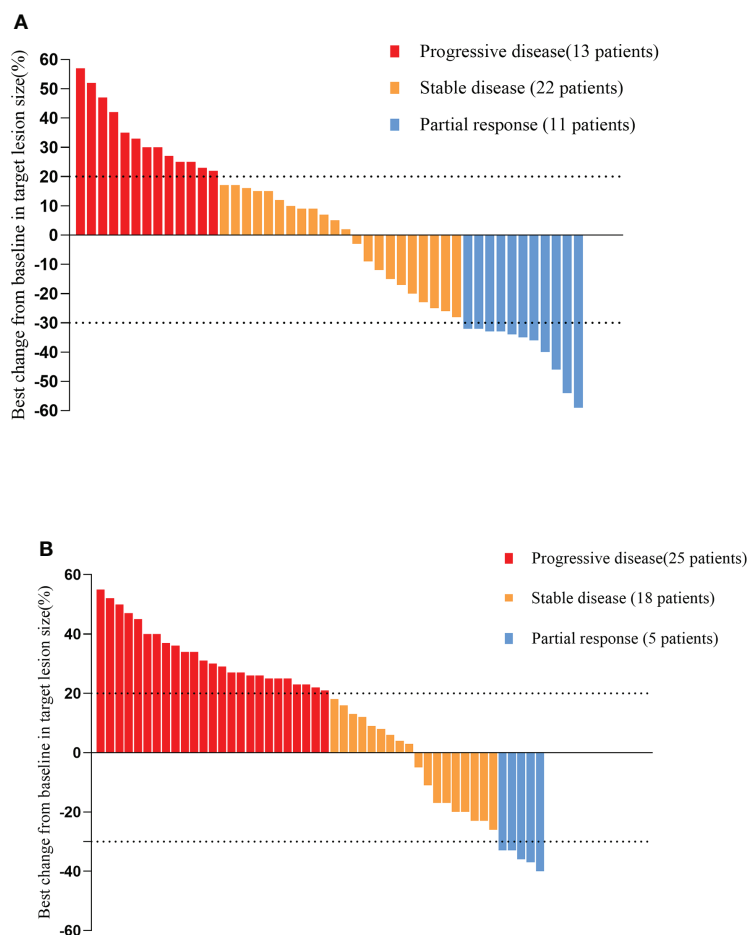 A
Best change from baseline in target lesion size(%)
Progressive disease(13 patients)
Stable disease (22 patients)
Partial response (11 patients)
60
50
40
30
20
10
0
-10
-20
-30
-40
-50
-60
B
Best change from baseline in target lesion size(%)
Progressive disease(25 patients)
Stable disease (18 patients)
Partial response (5 patients)
60
40
20
0
-20
-40
-60